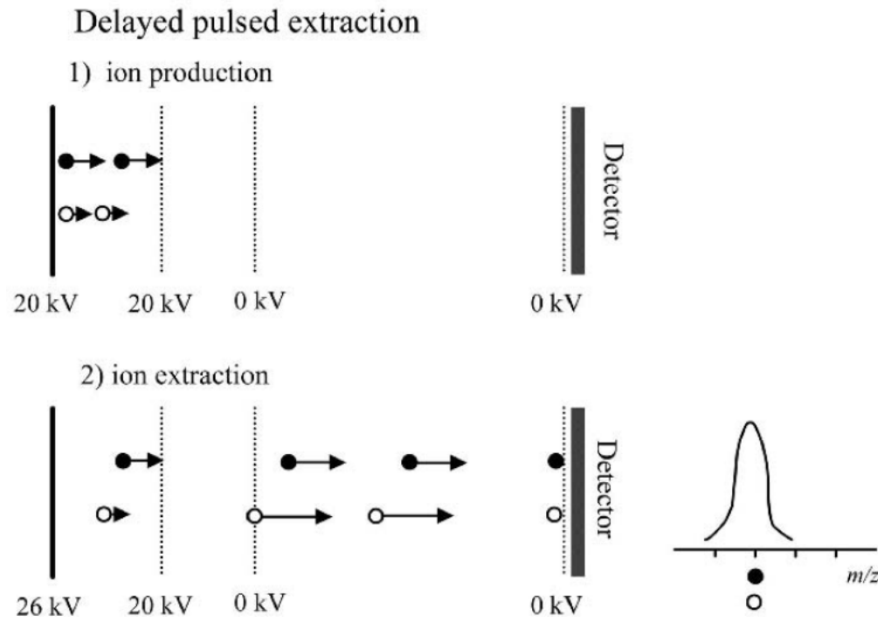 Delayed pulsed extraction
1) ion production
Detector
20 kV 20 kV 0 kV 0 kV
2) ion extraction
Detector
m/z
26 kV 20 kV 0 kV 0 kV